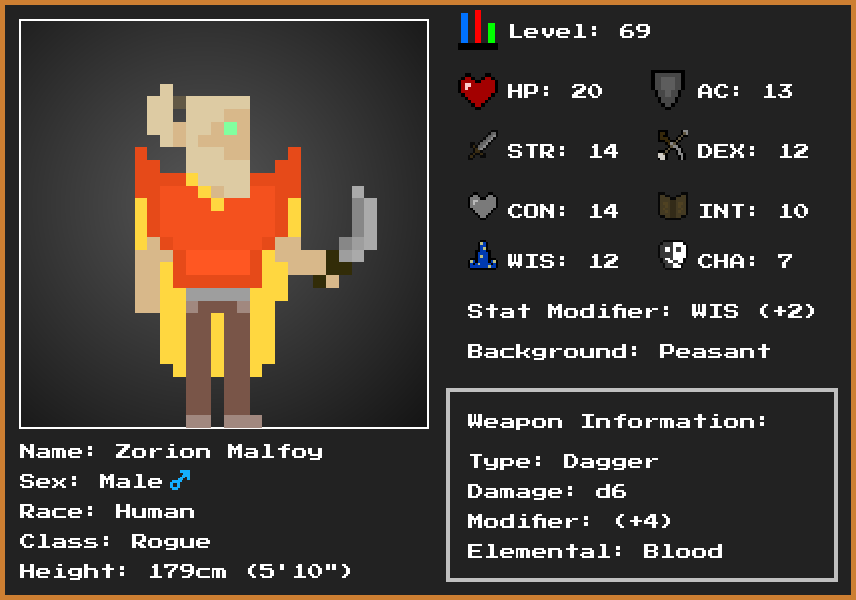 Level: 69
HP: 20 AC: 13
STR: 14 DEX: 12
CON: 14 INT: 10
WIS: 12 CHA: 7
Stat Modifier: WIS (+2)
Background: Peasant
Weapon Information:
Type: Dagger
Damage: d6
Modifier: (+4)
Elemental: Blood
Name: Zorion Malfoy
Sex: Male ♂
Race: Human
Class: Rogue
Height: 179cm (5'10")